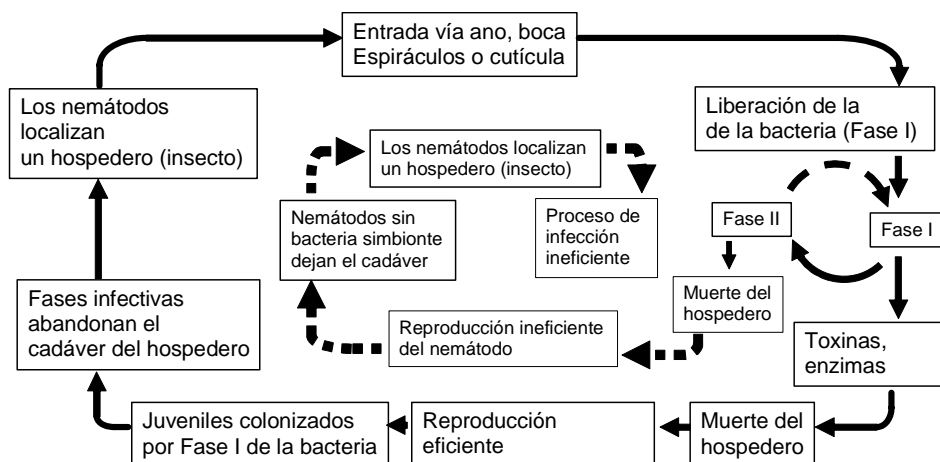 Entrada vía ano, boca
Espiráculos o cutícula
Los nemátodos
localizan
un hospedero (insecto)
Liberación de la
de la bacteria (Fase I)
Los nemátodos localizan
un hospedero (insecto)
Nemátodos sin
bacteria simbionte
dejan el cadáver
Proceso de
infección
ineficiente
Fase II
Fase I
Fases infectivas
abandonan el
cadáver del hospedero
Muerte del
hospedero
Reproducción ineficiente
del nemátodo
Toxinas,
enzimas
Juveniles colonizados
por Fase I de la bacteria
Reproducción
eficiente
Muerte del
hospedero